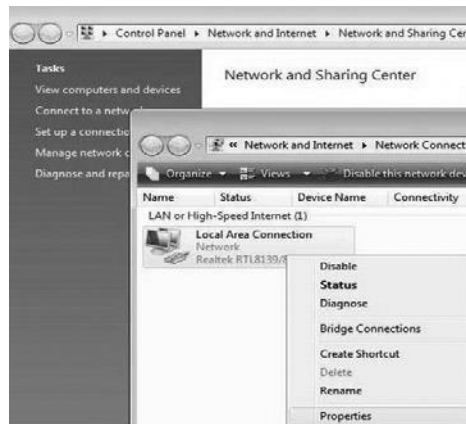 Control Panel ▸ Network and Internet ▸ Network and Sharing Cen
Tasks
View computers and devices
Connect to a
Set up a connectio
Manage network c
Diagnose and repa
Network and Sharing Center
« Network and Internet ▸ Network Connect
Organize Views Disable this network dev
Name Status Device Name Connectivity
LAN or High-Speed Internet (1)
Local Area Connection
Network
Realtek RTL8139/8
Disable
Status
Diagnose
Bridge Connections
Create Shortcut
Delete
Rename
Properties